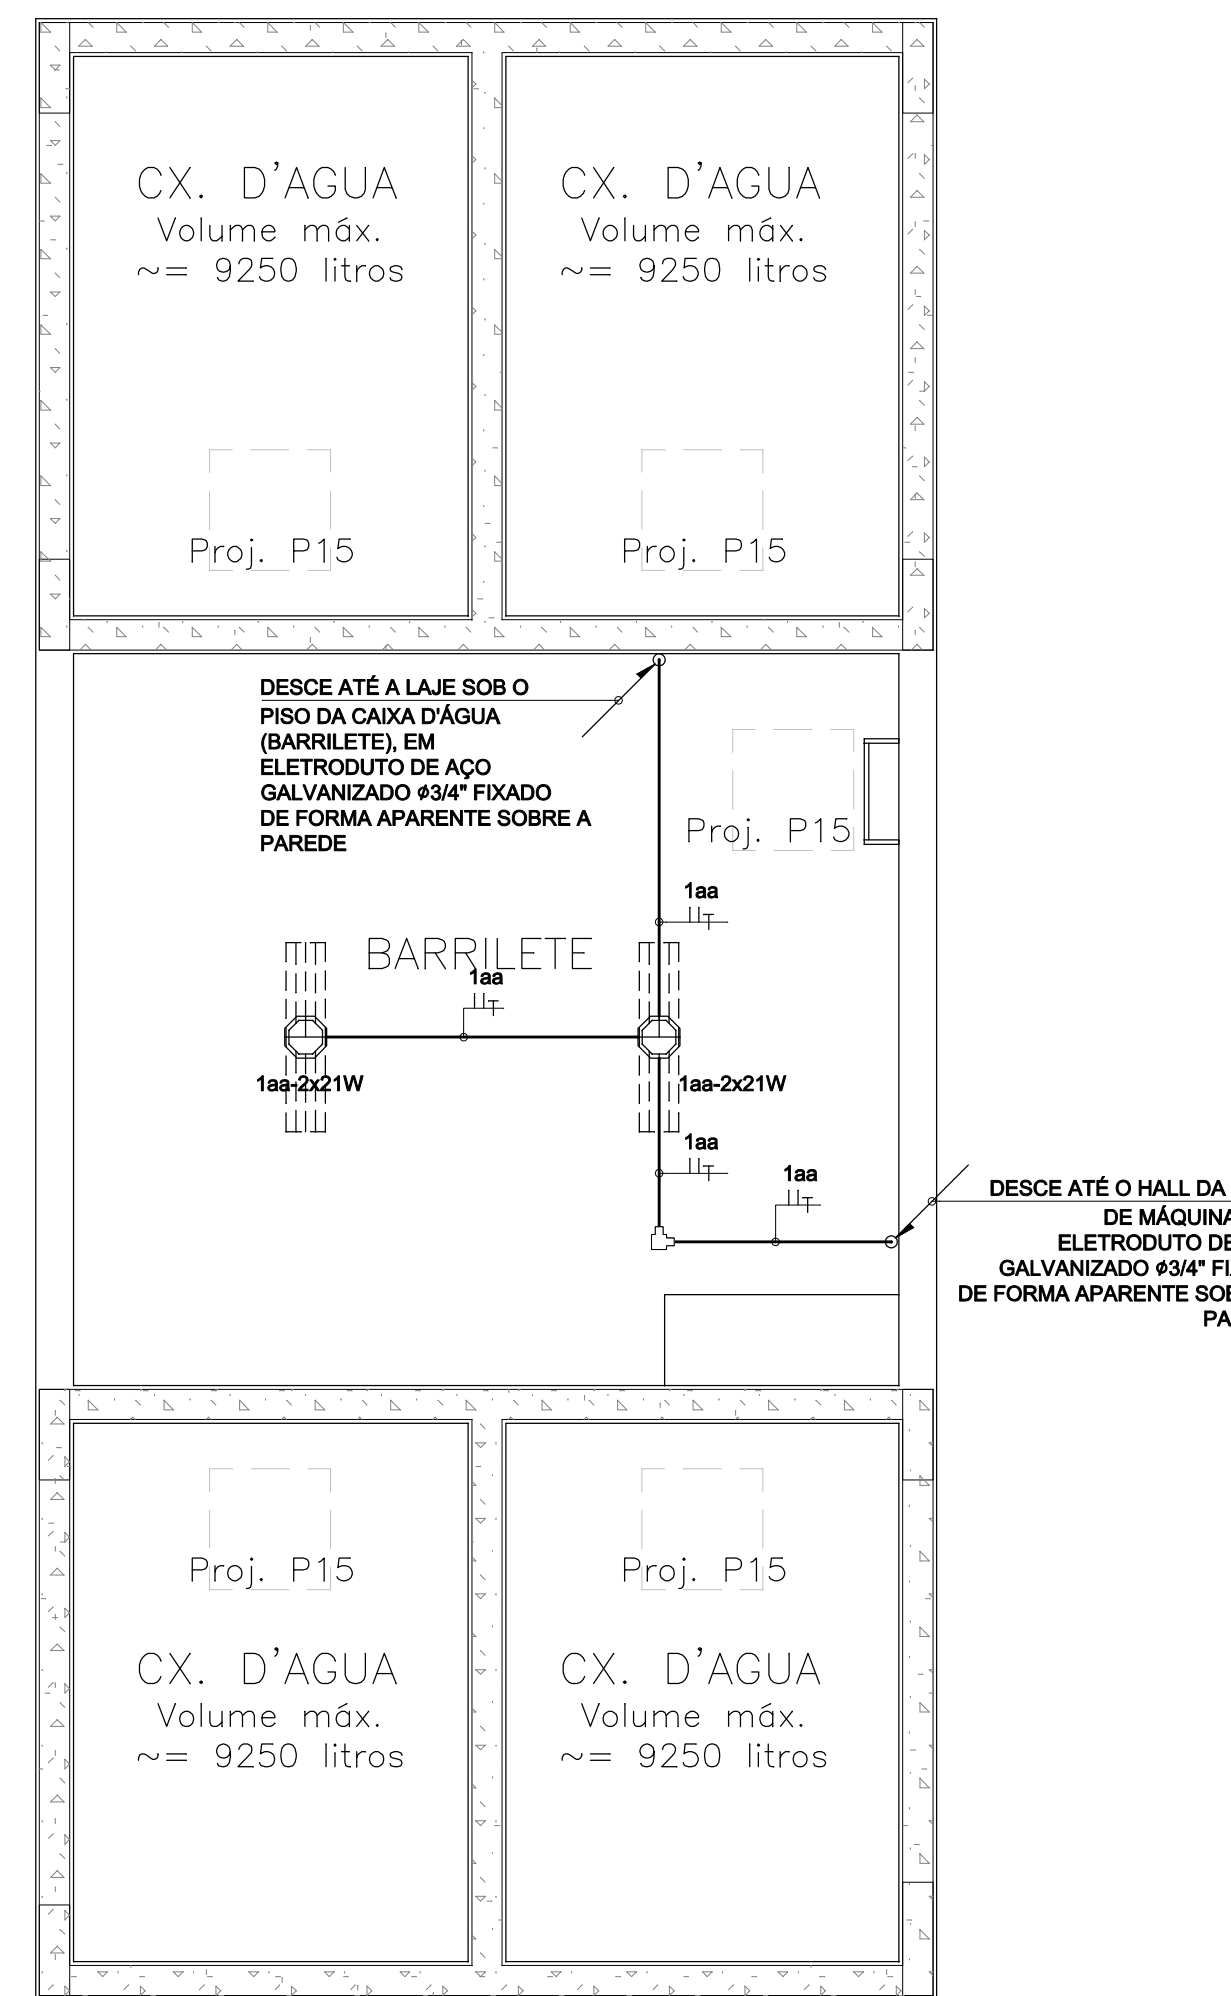 CX. D'AGUA
Volume máx.
~= 9250 litros
CX. D'AGUA
Volume máx.
~= 9250 litros
Proj. P15
Proj. P15
DESCE ATÉ A LAJE SOB O
PISO DA CAIXA D'ÁGUA
(BARRILETE), EM
ELETRODUTO DE AÇO
GALVANIZADO ø3/4" FIXADO
DE FORMA APARENTE SOBRE A
PAREDE
Proj. P15
1aa
BARRILETE
1aa
1aa-2x21W
1aa-2x21W
1aa
1aa
DESCE ATÉ O HALL DA
DE MÁQUINA
ELETRODUTO DE
GALVANIZADO ø3/4" FI
DE FORMA APARENTE SO
PA
Proj. P15
Proj. P15
CX. D'AGUA
Volume máx.
~= 9250 litros
CX. D'AGUA
Volume máx.
~= 9250 litros